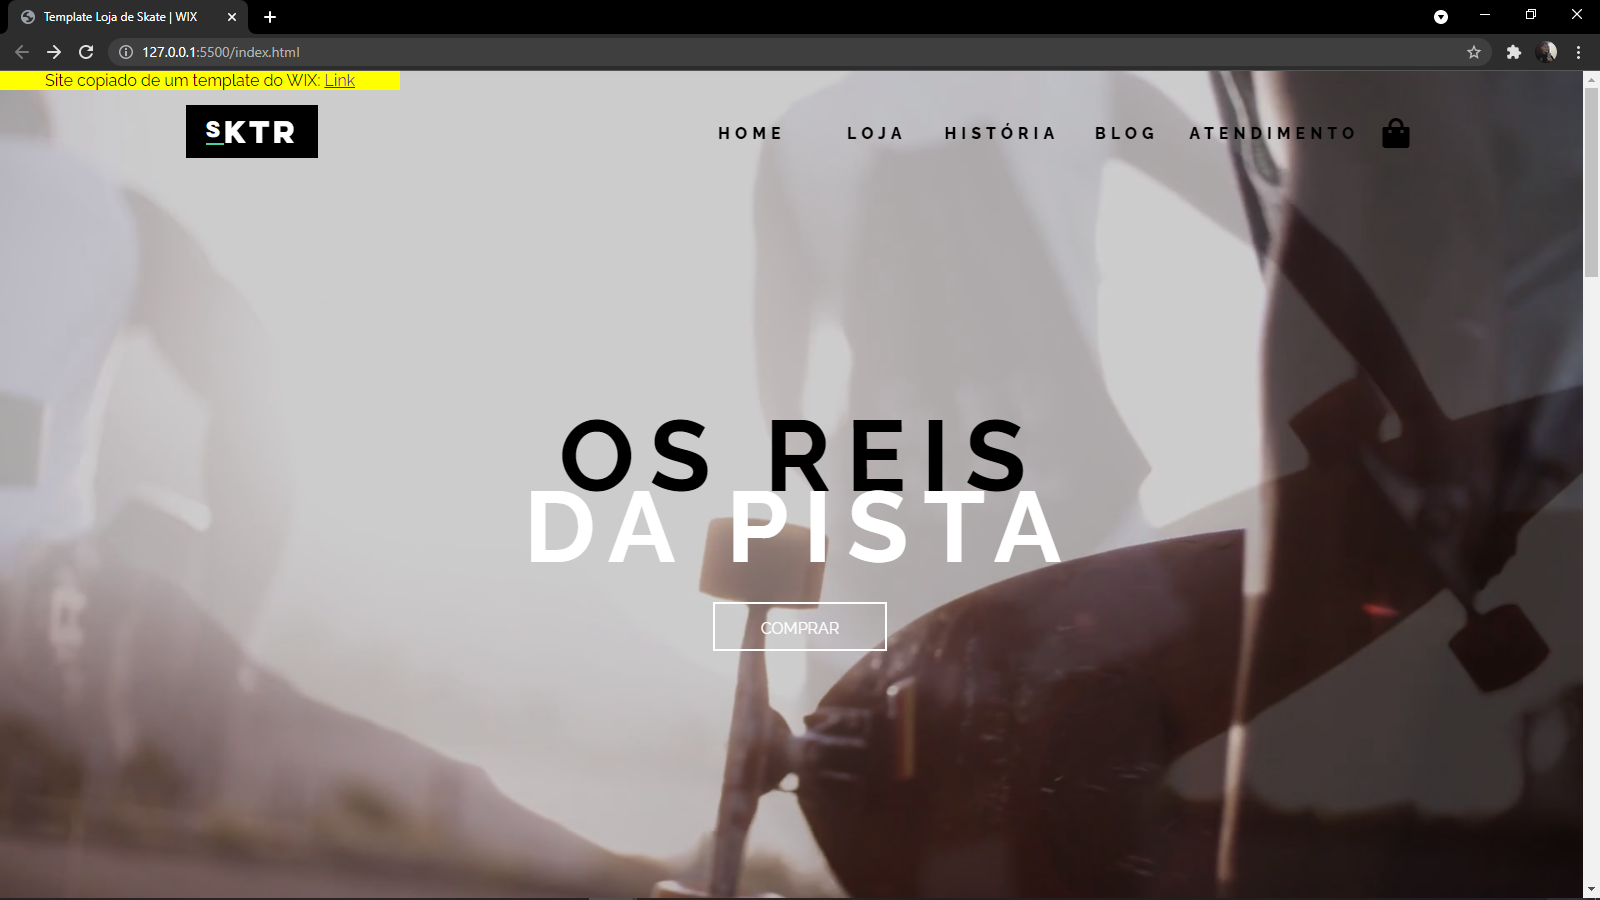 Template Loja de Skate | WIX
127.0.0.1:5500/index.html
Site copiado de um template do WIX: Link
SKTR
HOME LOJA HISTÓRIA BLOG ATENDIMENTO
OS REIS
DA PISTA
COMPRAR